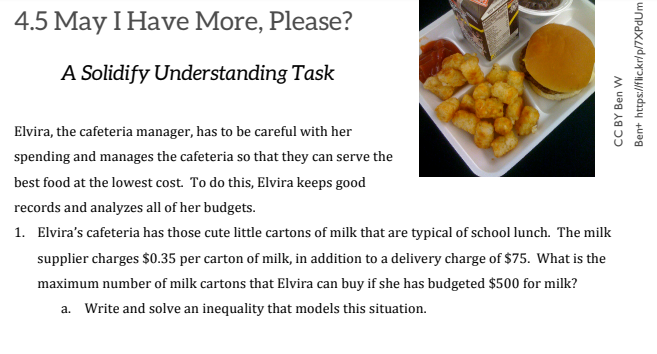 4.5 May I Have More, Please?
A Solidify Understanding Task
CC BY Ben W
Ben+ https://flic.kr/p/7XPdUm
Elvira, the cafeteria manager, has to be careful with her
spending and manages the cafeteria so that they can serve the
best food at the lowest cost.  To do this, Elvira keeps good
records and analyzes all of her budgets.
1. Elvira's cafeteria has those cute little cartons of milk that are typical of school lunch.  The milk
supplier charges $0.35 per carton of milk, in addition to a delivery charge of $75.  What is the
maximum number of milk cartons that Elvira can buy if she has budgeted $500 for milk?
a. Write and solve an inequality that models this situation.